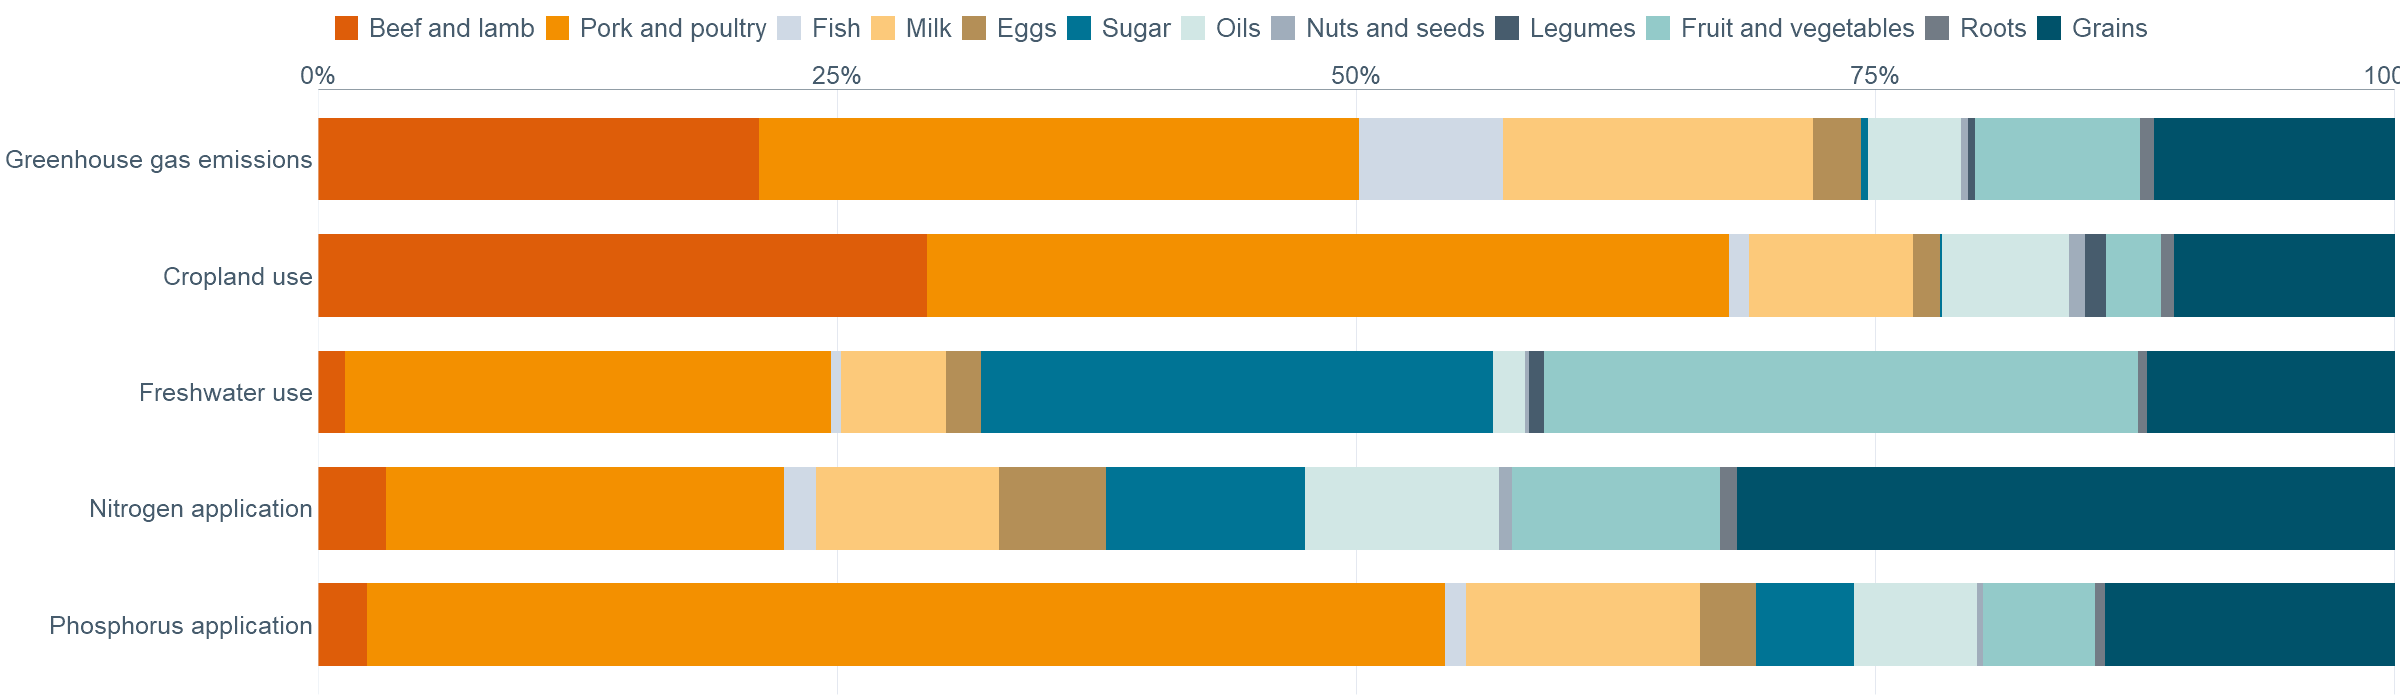 Beef and lamb Pork and poultry Fish Milk Eggs Sugar Oils Nuts and seeds Legumes Fruit and vegetables Roots Grains
0% 25% 50% 75% 100
Greenhouse gas emissions
Cropland use
Freshwater use
Nitrogen application
Phosphorus application